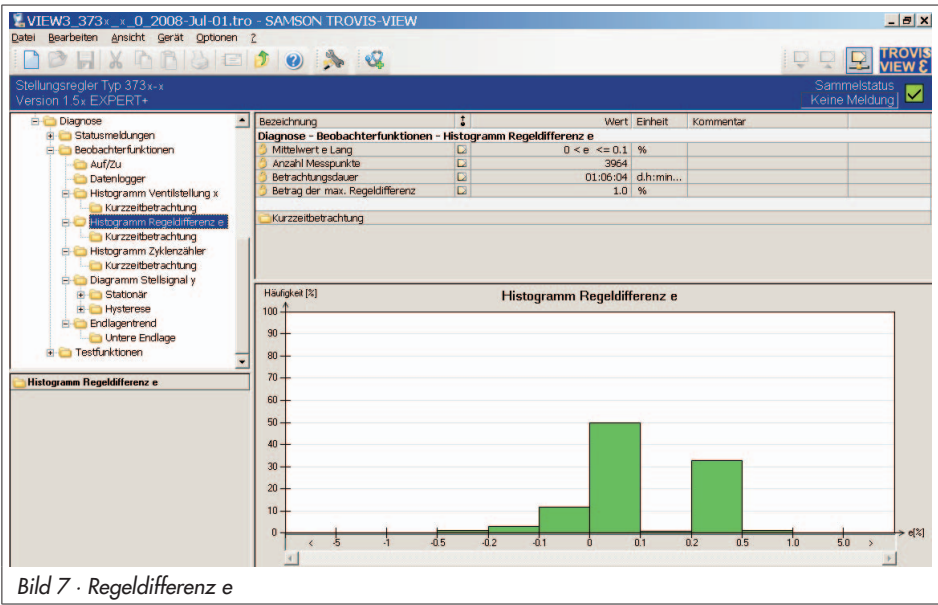 VIEW3_373x_x_0_2008-Jul-01.tro - SAMSON TROVIS-VIEW
Datei Bearbeiten Ansicht Gerät Optionen ?
TROVIS
VIEW 3
Stellungsregler Typ 373x-x
Version 1.5x EXPERT+
Sammelstatus
Keine Meldung
Diagnose
Statusmeldungen
Beobachterfunktionen
Auf/Zu
Datenlogger
Histogramm Ventilstellung x
Kurzzeitbetrachtung
Histogramm Regeldifferenz e
Kurzzeitbetrachtung
Histogramm Zyklenzähler
Kurzzeitbetrachtung
Diagramm Stellsignal y
Stationär
Hysterese
Endlagentrend
Untere Endlage
Testfunktionen
Histogramm Regeldifferenz e
Bezeichnung Wert Einheit Kommentar
Diagnose - Beobachterfunktionen - Histogramm Regeldifferenz e
Mittelwert e Lang 0 < e <= 0.1 %
Anzahl Messpunkte 3964
Betrachtungsdauer 01:06:04 d.h:min...
Betrag der max. Regeldifferenz 1.0 %
Kurzzeitbetrachtung
Häufigkeit [%]
Histogramm Regeldifferenz e
100
90
80
70
60
50
40
30
20
10
0
< -5 -1 -0.5 -0.2 -0.1 0 0.1 0.2 0.5 1.0 5.0 > e[%]
Bild 7 · Regeldifferenz e